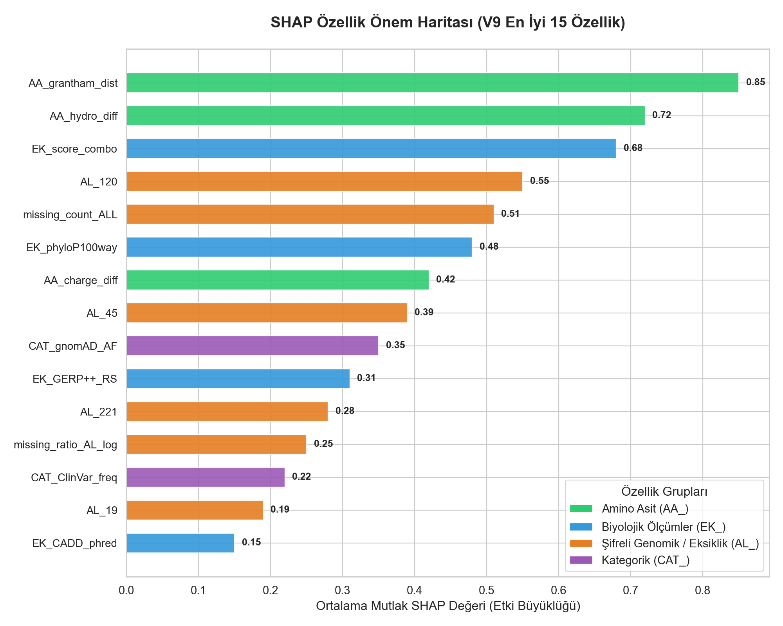 SHAP Özellik Önem Haritası (V9 En İyi 15 Özellik)
AA_grantham_dist 0.85
AA_hydro_diff 0.72
EK_score_combo 0.68
AL_120 0.55
missing_count_ALL 0.51
EK_phyloP100way 0.48
AA_charge_diff 0.42
AL_45 0.39
CAT_gnomAD_AF 0.35
EK_GERP++_RS 0.31
AL_221 0.28
missing_ratio_AL_log 0.25
CAT_ClinVar_freq 0.22
AL_19 0.19
EK_CADD_phred 0.15
Özellik Grupları
Amino Asit (AA_)
Biyolojik Ölçümler (EK_)
Şifreli Genomik / Eksiklik (AL_)
Kategorik (CAT_)
0.0 0.1 0.2 0.3 0.4 0.5 0.6 0.7 0.8
Ortalama Mutlak SHAP Değeri (Etki Büyüklüğü)